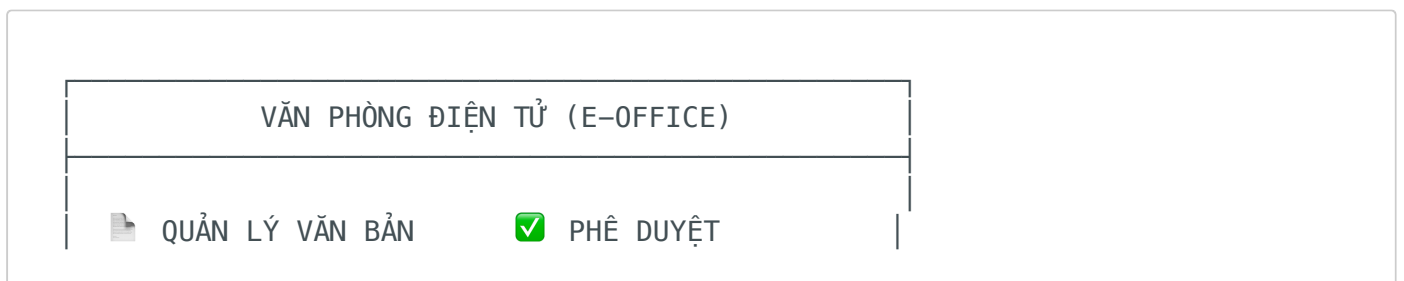 VĂN PHÒNG ĐIỆN TỬ (E-OFFICE)
📄 QUẢN LÝ VĂN BẢN ✅ PHÊ DUYỆT